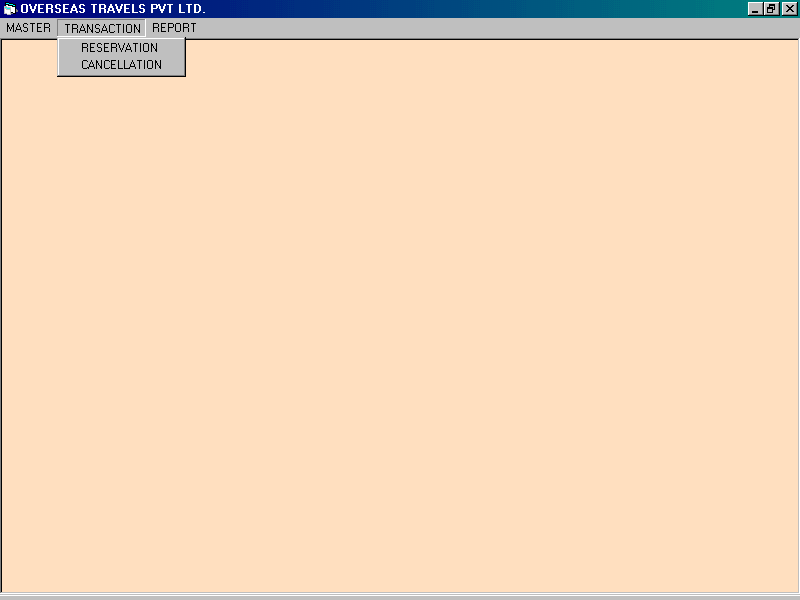 OVERSEAS TRAVELS PVT LTD.
MASTER TRANSACTION REPORT
RESERVATION
CANCELLATION